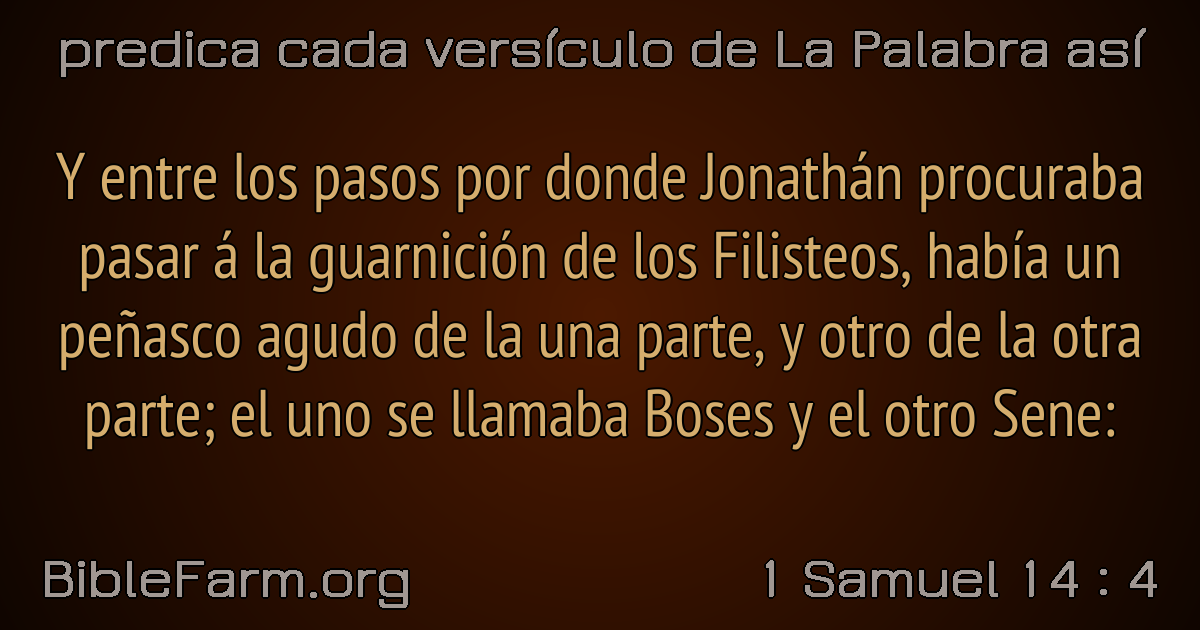 predica cada versículo de La Palabra así
Y entre los pasos por donde Jonathán procuraba
pasar á la guarnición de los Filisteos, había un
peñasco agudo de la una parte, y otro de la otra
parte; el uno se llamaba Boses y el otro Sene:
BibleFarm.org
1 Samuel 14 : 4